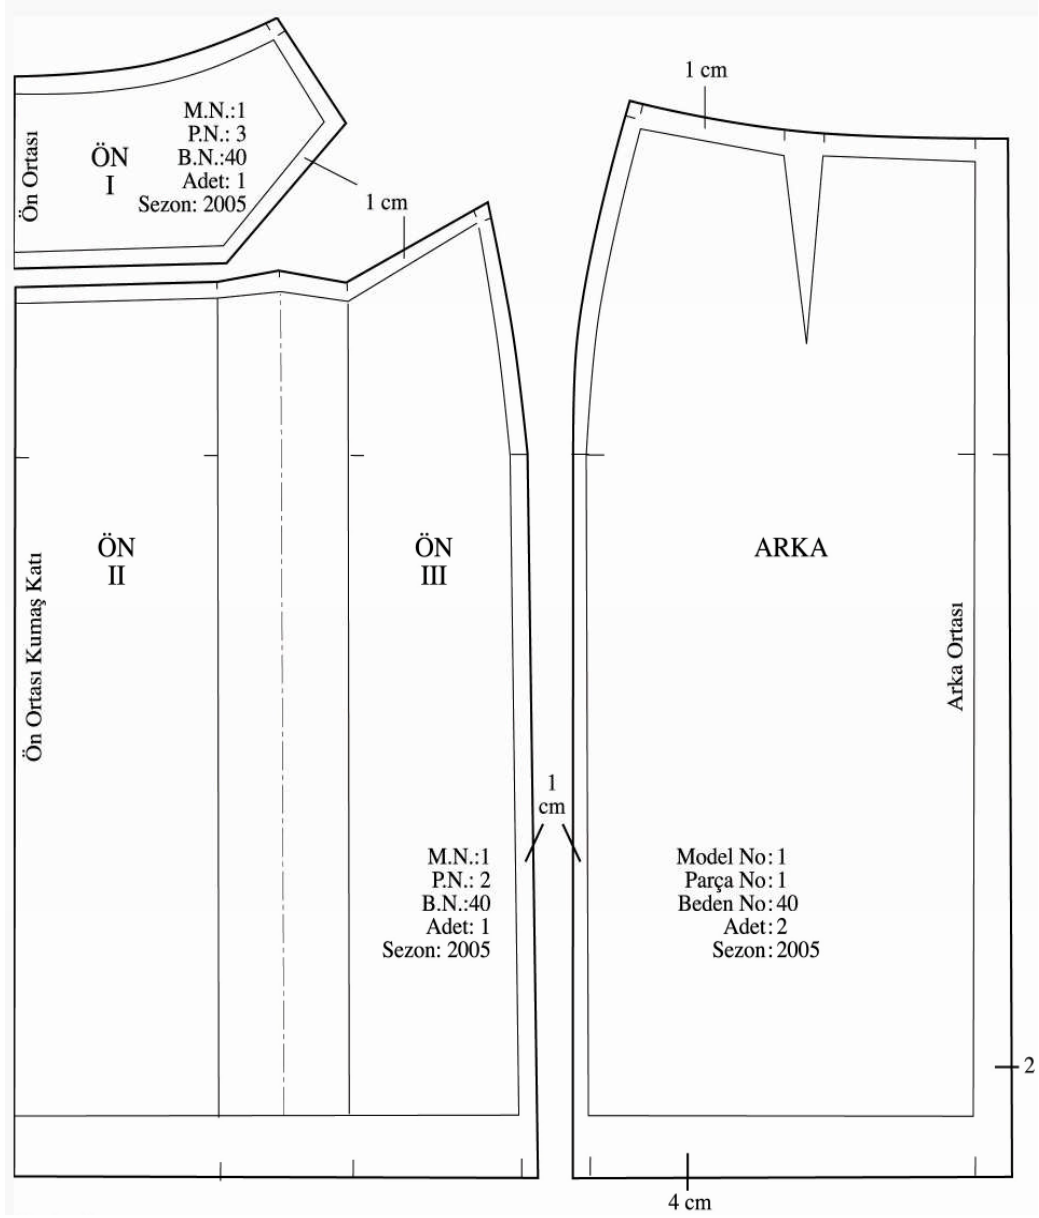 Ön Ortası
ÖN
I
M.N.:1
P.N.: 3
B.N.:40
Adet: 1
Sezon: 2005
1 cm
1 cm
1 cm
Ön Ortası Kumaş Katı
ÖN
II
ÖN
III
M.N.:1
P.N.: 2
B.N.:40
Adet: 1
Sezon: 2005
1
cm
ARKA
Arka Ortası
Model No: 1
Parça No: 1
Beden No: 40
Adet: 2
Sezon: 2005
2
4 cm